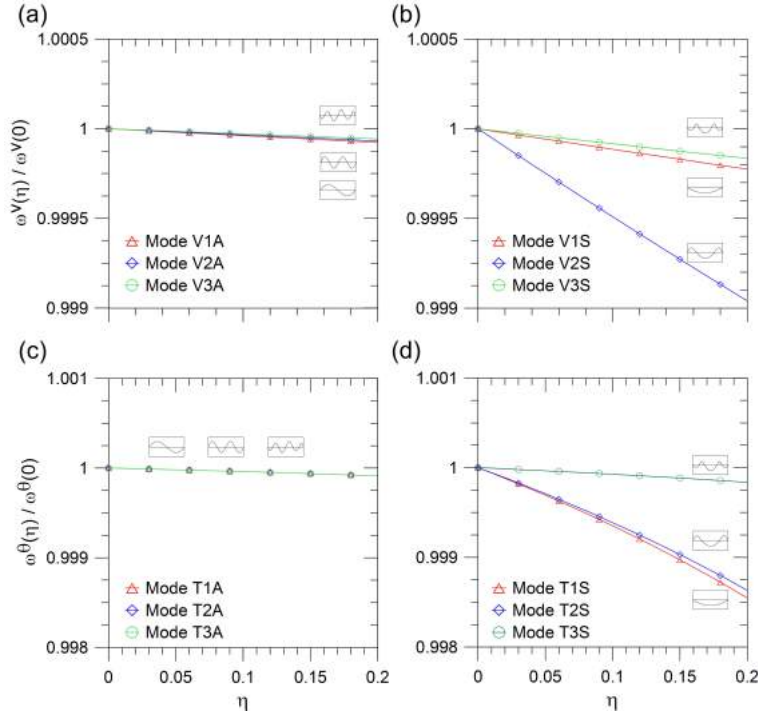 (a)
1.0005
1
0.9995
0.999
ω^v(η) / ω^v(0)
Mode V1A
Mode V2A
Mode V3A
(b)
1.0005
1
0.9995
0.999
Mode V1S
Mode V2S
Mode V3S
(c)
1.001
1
0.999
0.998
ω^θ(η) / ω^θ(0)
Mode T1A
Mode T2A
Mode T3A
0 0.05 0.1 0.15 0.2
η
(d)
1.001
1
0.999
0.998
Mode T1S
Mode T2S
Mode T3S
0 0.05 0.1 0.15 0.2
η